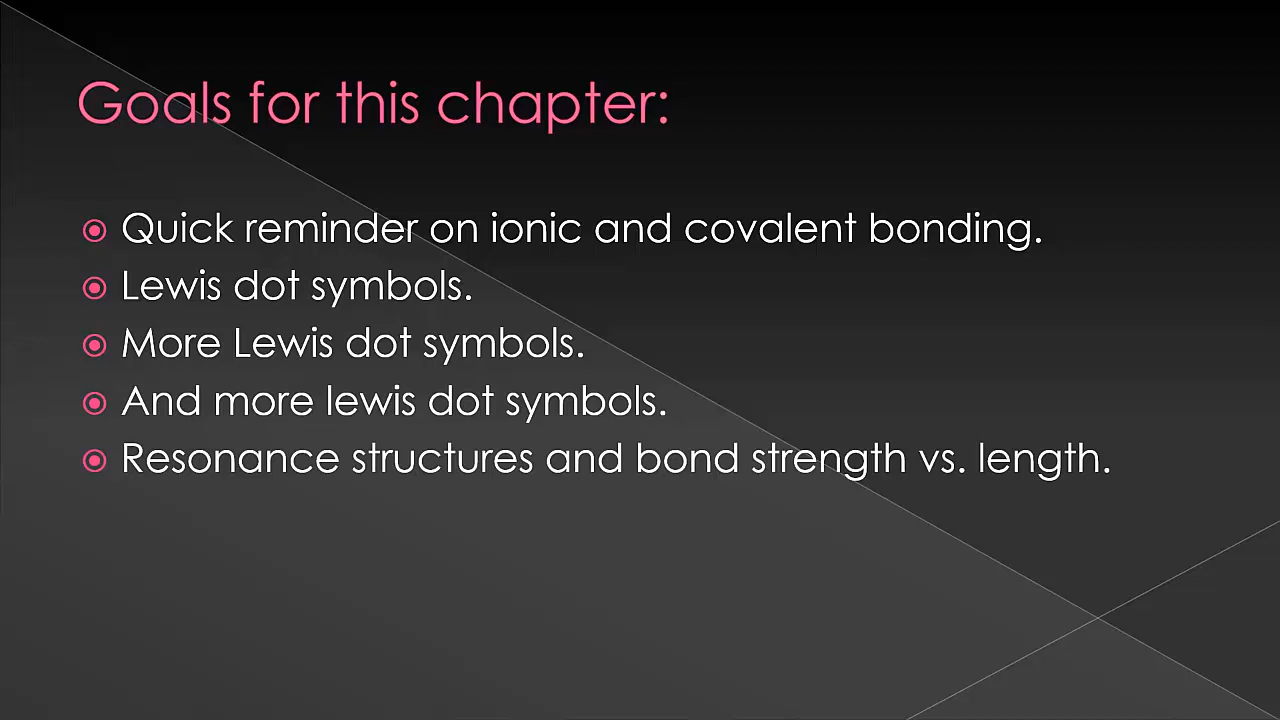 Goals for this chapter:
Quick reminder on ionic and covalent bonding.
Lewis dot symbols.
More Lewis dot symbols.
And more lewis dot symbols.
Resonance structures and bond strength vs. length.